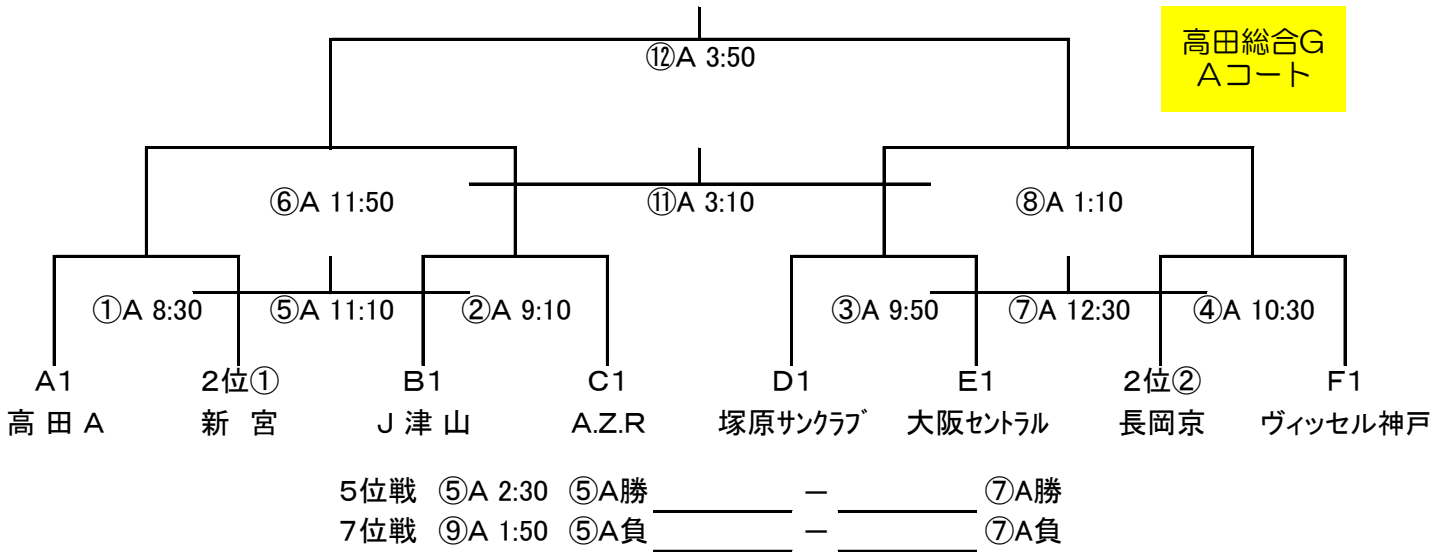 ⑫A 3:50
高田総合G
Aコート
⑥A 11:50
⑪A 3:10
⑧A 1:10
①A 8:30
⑤A 11:10
②A 9:10
③A 9:50
⑦A 12:30
④A 10:30
A1 2位① B1 C1 D1 E1 2位② F1
高田A 新宮 J津山 A.Z.R 塚原サンクラブ 大阪セントラル 長岡京 ヴィッセル神戸
5位戦 ⑤A 2:30 ⑤A勝 － ⑦A勝
7位戦 ⑨A 1:50 ⑤A負 － ⑦A負